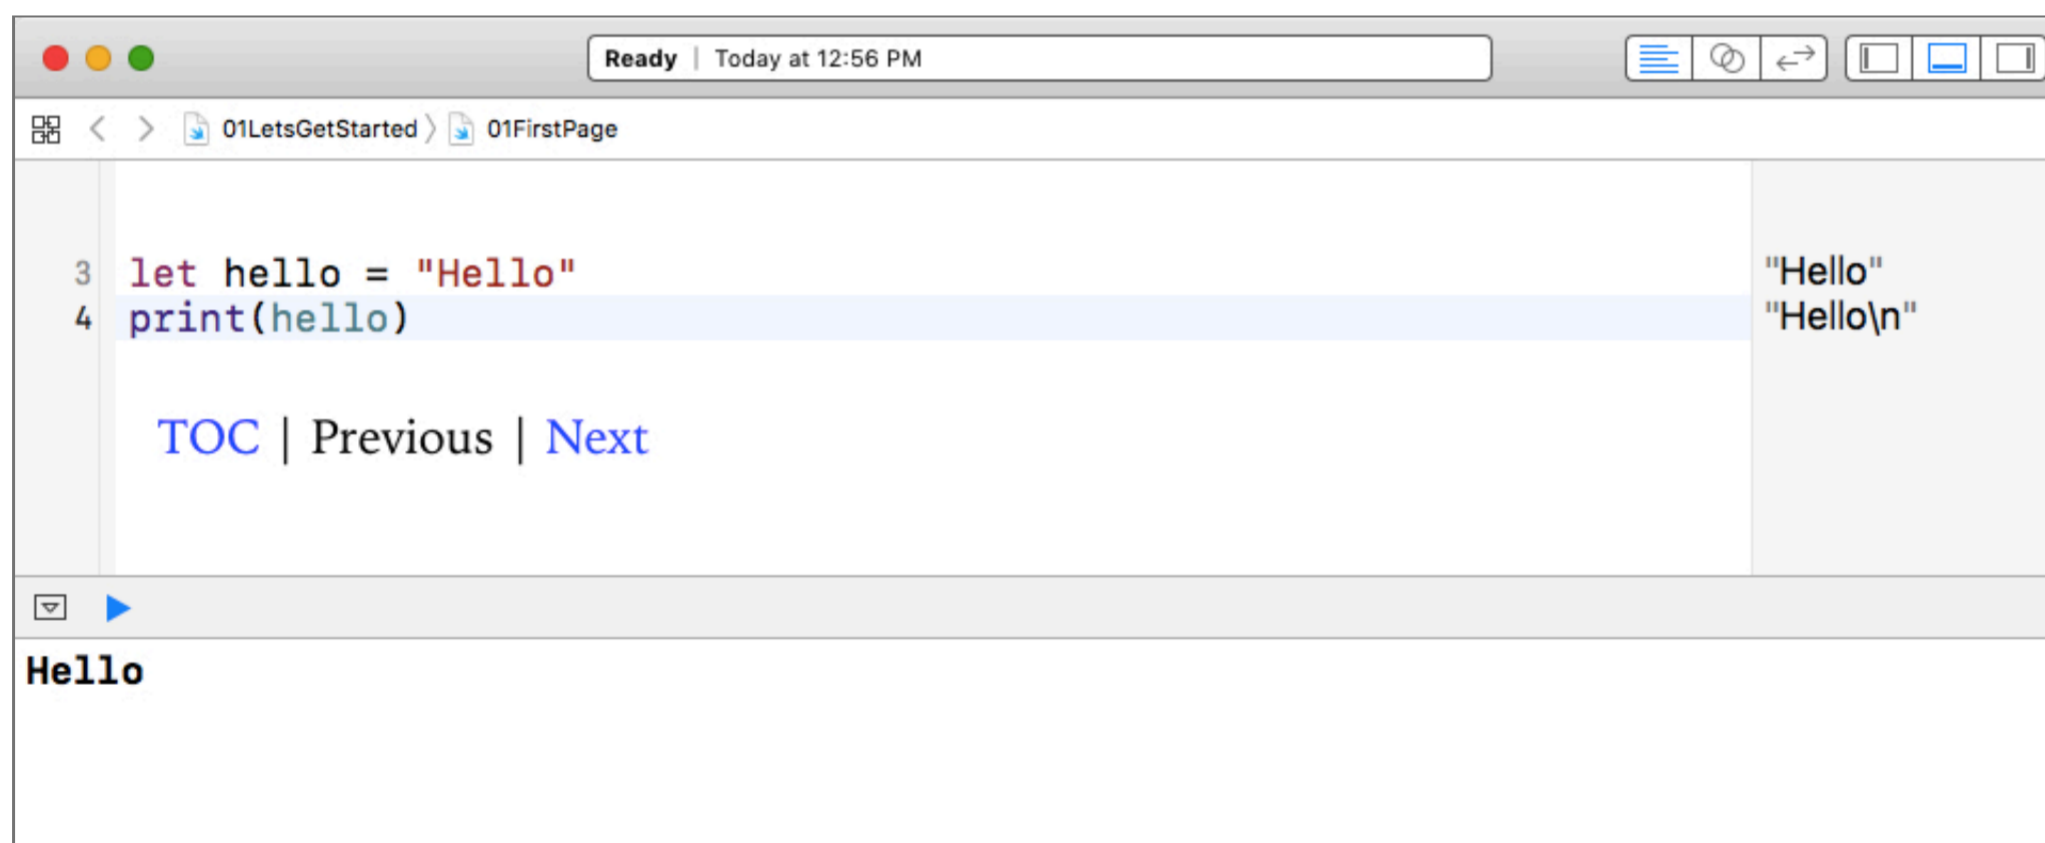 Ready | Today at 12:56 PM
01LetsGetStarted 〉 01FirstPage
3 let hello = "Hello" "Hello"
4 print(hello) "Hello\n"
TOC | Previous | Next
Hello